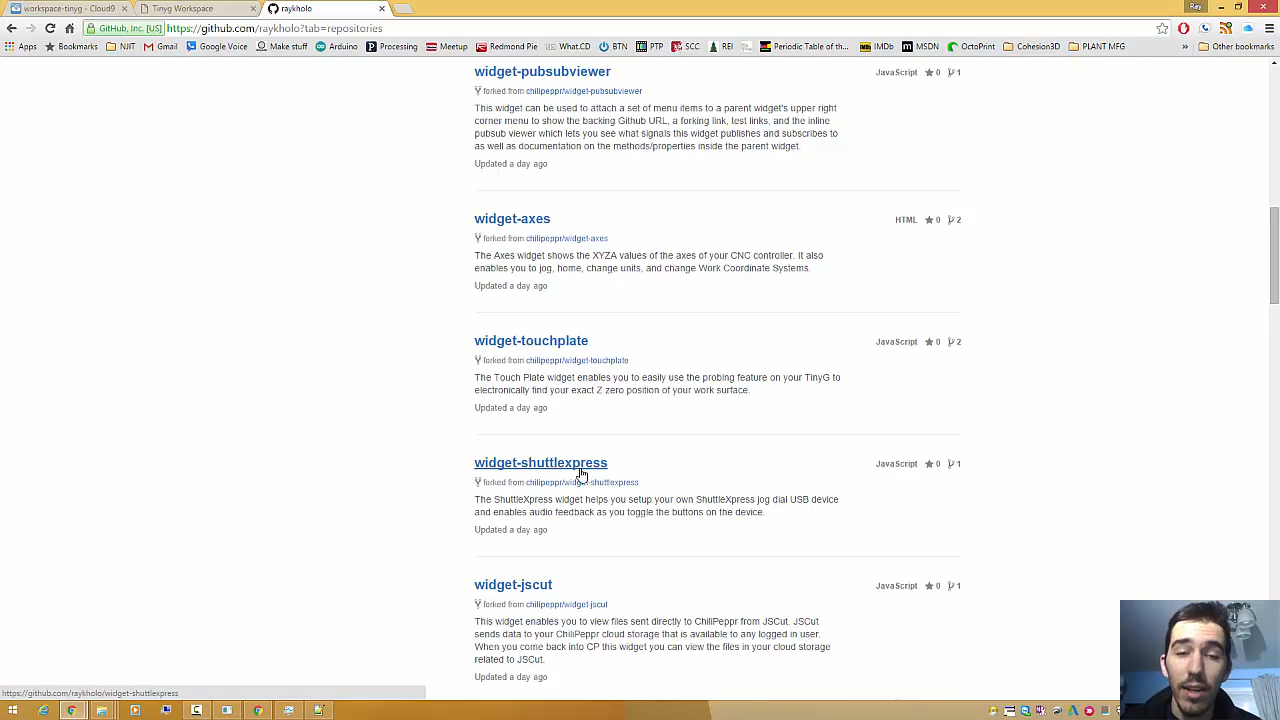 workspace-tinyg - Cloud9
Tinyg Workspace
raykholo
Ray
GitHub, Inc. [US]
https://github.com/raykholo?tab=repositories
Apps
Bookmarks
NJIT
Gmail
Google Voice
Make stuff
Arduino
Processing
Meetup
Redmond Pie
What.CD
BTN
PTP
SCC
REI
Periodic Table of the...
IMDb
MSDN
OctoPrint
Cohesion3D
PLANT MFG
»
Other bookmarks
widget-pubsubviewer
JavaScript 0 1
forked from chilipeppr/widget-pubsubviewer
This widget can be used to attach a set of menu items to a parent widget's upper right
corner menu to show the backing Github URL, a forking link, test links, and the inline
pubsub viewer which lets you see what signals this widget publishes and subscribes to
as well as documentation on the methods/properties inside the parent widget.
Updated a day ago
widget-axes
HTML 0 2
forked from chilipeppr/widget-axes
The Axes widget shows the XYZA values of the axes of your CNC controller. It also
enables you to jog, home, change units, and change Work Coordinate Systems.
Updated a day ago
widget-touchplate
JavaScript 0 2
forked from chilipeppr/widget-touchplate
The Touch Plate widget enables you to easily use the probing feature on your TinyG to
electronically find your exact Z zero position of your work surface.
Updated a day ago
widget-shuttlexpress
JavaScript 0 1
forked from chilipeppr/widget-shuttlexpress
The ShuttleXpress widget helps you setup your own ShuttleXpress jog dial USB device
and enables audio feedback as you toggle the buttons on the device.
Updated a day ago
widget-jscut
JavaScript 0 1
forked from chilipeppr/widget-jscut
This widget enables you to view files sent directly to ChiliPeppr from JSCut. JSCut
sends data to your ChiliPeppr cloud storage that is available to any logged in user.
When you come back into CP this widget you can view the files in your cloud storage
related to JSCut.
Updated a day ago
https://github.com/raykholo/widget-shuttlexpress